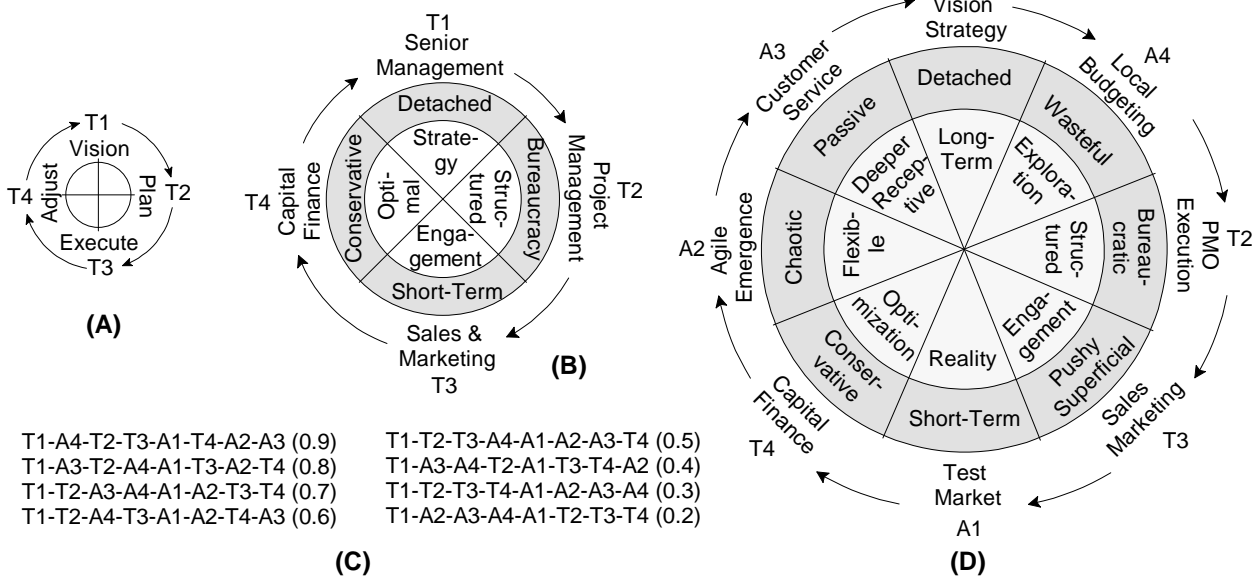 T1
Vision
Plan
T2
Execute
T3
Adjust
T4
(A)
T1
Senior
Management
Project
Management
T2
Sales &
Marketing
T3
Capital
Finance
T4
Detached
Bureaucracy
Short-Term
Conservative
Strate-
gy
Struc-
tured
Enga-
gement
Opti-
mal
(B)
T1-A4-T2-T3-A1-T4-A2-A3 (0.9)
T1-A3-T2-A4-A1-T3-A2-T4 (0.8)
T1-T2-A3-A4-A1-A2-T3-T4 (0.7)
T1-T2-A4-T3-A1-A2-T4-A3 (0.6)
T1-T2-T3-A4-A1-A2-A3-T4 (0.5)
T1-A3-A4-T2-A1-T3-T4-A2 (0.4)
T1-T2-T3-T4-A1-A2-A3-A4 (0.3)
T1-A2-A3-A4-A1-T2-T3-T4 (0.2)
(C)
Vision
Strategy
A4
Local
Budgeting
PMO
Execution
T2
Sales
Marketing
T3
Test
Market
A1
Capital
Finance
T4
Agile
Emergence
A2
A3
Customer
Service
Detached
Wasteful
Bureau-
cratic
Pushy
Superficial
Short-Term
Conser-
vative
Chaotic
Passive
Long-
Term
Explora-
tion
Struc-
tured
Enga-
gement
Reality
Opti-
mization
Flexib-
le
Deeper
Recep-
tive
(D)